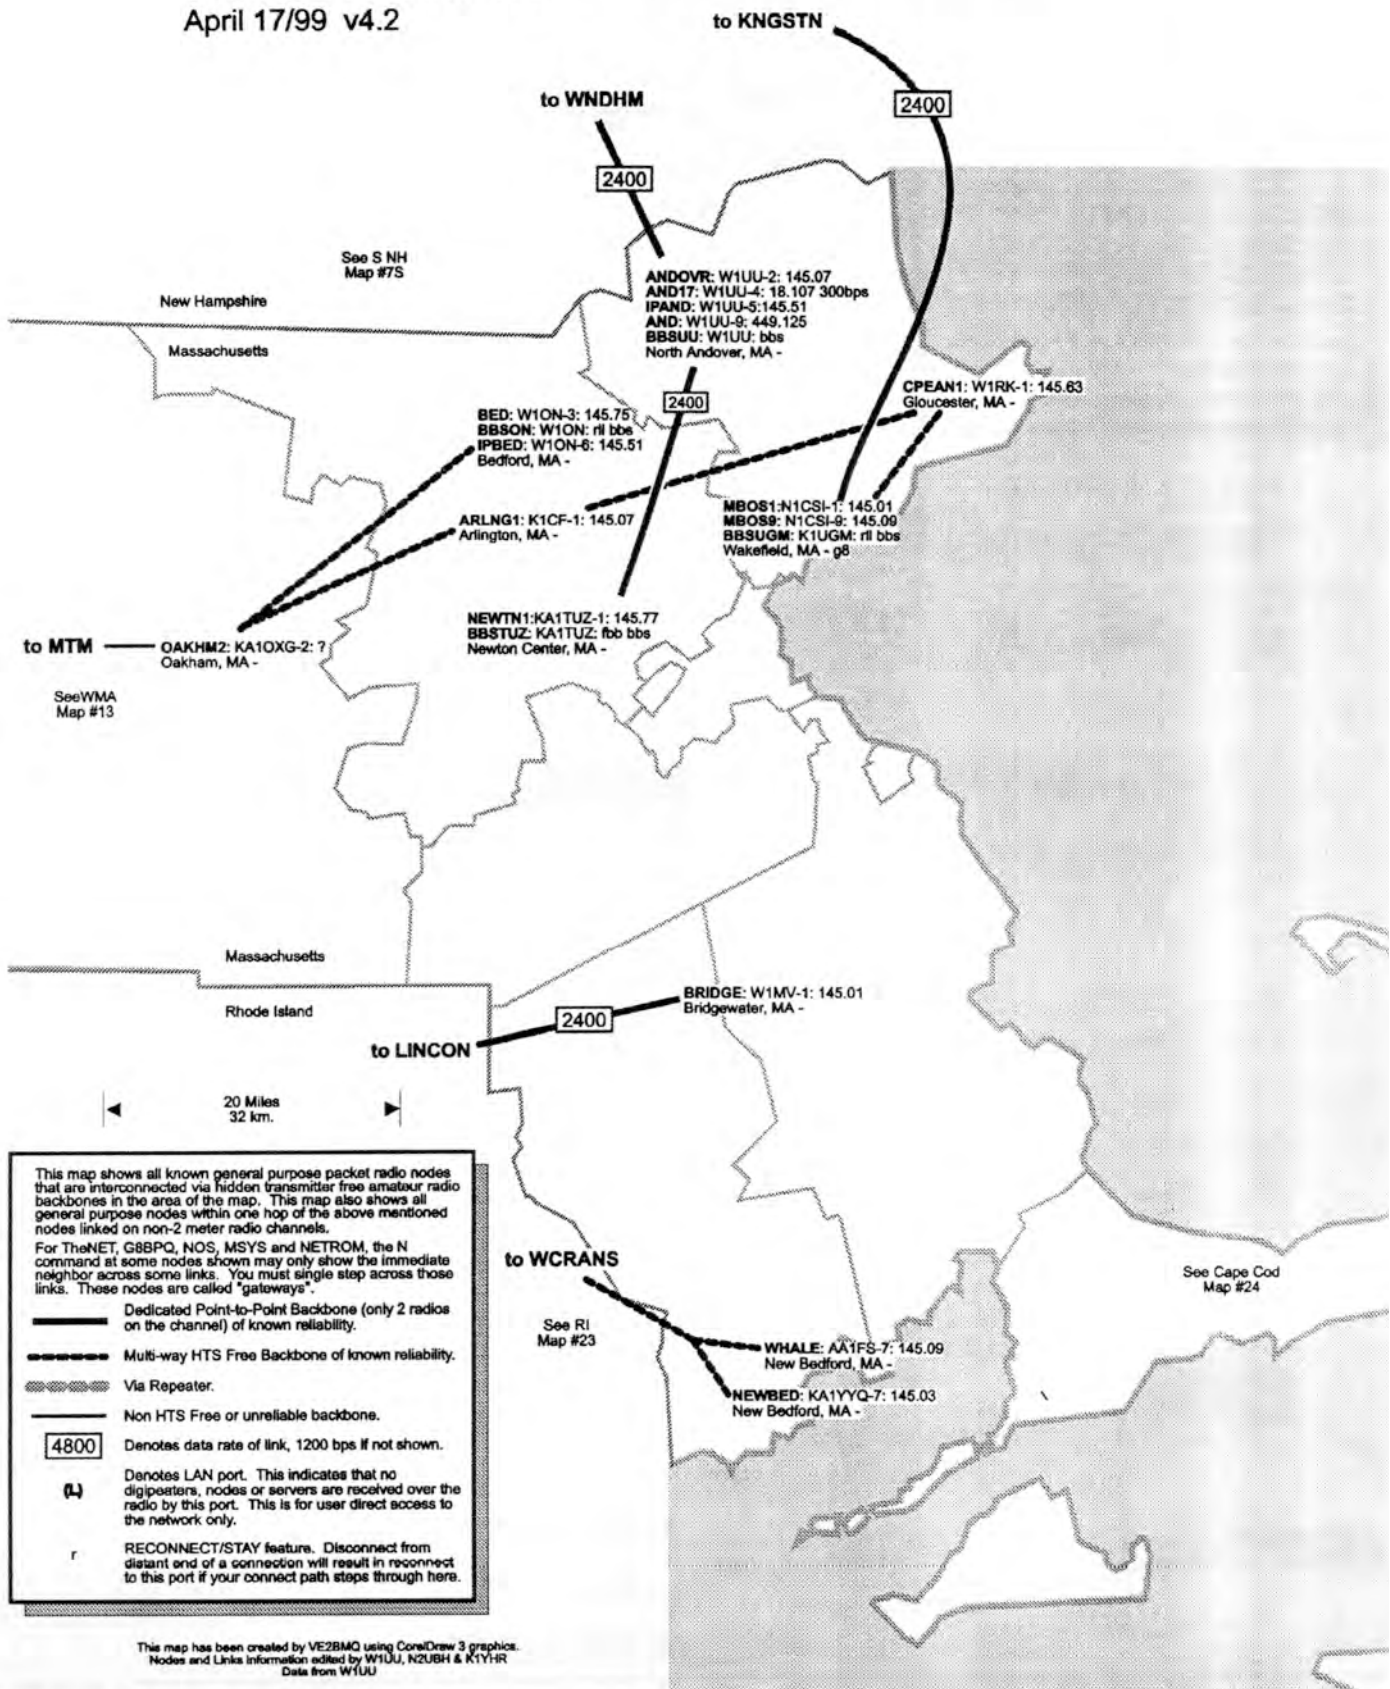 April 17/99 v4.2
to KNGSTN
to WNDHM
2400
2400
See S NH
Map #7S
New Hampshire
Massachusetts
ANDOVR: W1UU-2: 145.07
AND17: W1UU-4: 18.107 300bps
IPAND: W1UU-5:145.51
AND: W1UU-9: 449.125
BBSUU: W1UU: bbs
North Andover, MA -
2400
CPEAN1: W1RK-1: 145.63
Gloucester, MA -
BED: W1ON-3: 145.75
BBSON: W1ON: rli bbs
IPBED: W1ON-6: 145.51
Bedford, MA -
ARLNG1: K1CF-1: 145.07
Arlington, MA -
MBOS1:N1CSI-1: 145.01
MBOS9: N1CSI-9: 145.09
BBSUGM: K1UGM: rli bbs
Wakefield, MA - g8
NEWTN1:KA1TUZ-1: 145.77
BBSTUZ: KA1TUZ: fbb bbs
Newton Center, MA -
to MTM
OAKHM2: KA1OXG-2: ?
Oakham, MA -
SeeWMA
Map #13
Massachusetts
Rhode Island
BRIDGE: W1MV-1: 145.01
Bridgewater, MA -
2400
to LINCON
20 Miles
32 km.
This map shows all known general purpose packet radio nodes
that are interconnected via hidden transmitter free amateur radio
backbones in the area of the map. This map also shows all
general purpose nodes within one hop of the above mentioned
nodes linked on non-2 meter radio channels.
For TheNET, G8BPQ, NOS, MSYS and NETROM, the N
command at some nodes shown may only show the immediate
neighbor across some links. You must single step across those
links. These nodes are called "gateways".
Dedicated Point-to-Point Backbone (only 2 radios
on the channel) of known reliability.
Multi-way HTS Free Backbone of known reliability.
Via Repeater.
Non HTS Free or unreliable backbone.
4800
Denotes data rate of link, 1200 bps if not shown.
(L)
Denotes LAN port. This indicates that no
digipeaters, nodes or servers are received over the
radio by this port. This is for user direct access to
the network only.
r
RECONNECT/STAY feature. Disconnect from
distant end of a connection will result in reconnect
to this port if your connect path steps through here.
to WCRANS
See RI
Map #23
WHALE: AA1FS-7: 145.09
New Bedford, MA -
NEWBED: KA1YYQ-7: 145.03
New Bedford, MA -
See Cape Cod
Map #24
This map has been created by VE2BMQ using CorelDraw 3 graphics.
Nodes and Links Information edited by W1UU, N2UBH & K1YHR
Data from W1UU